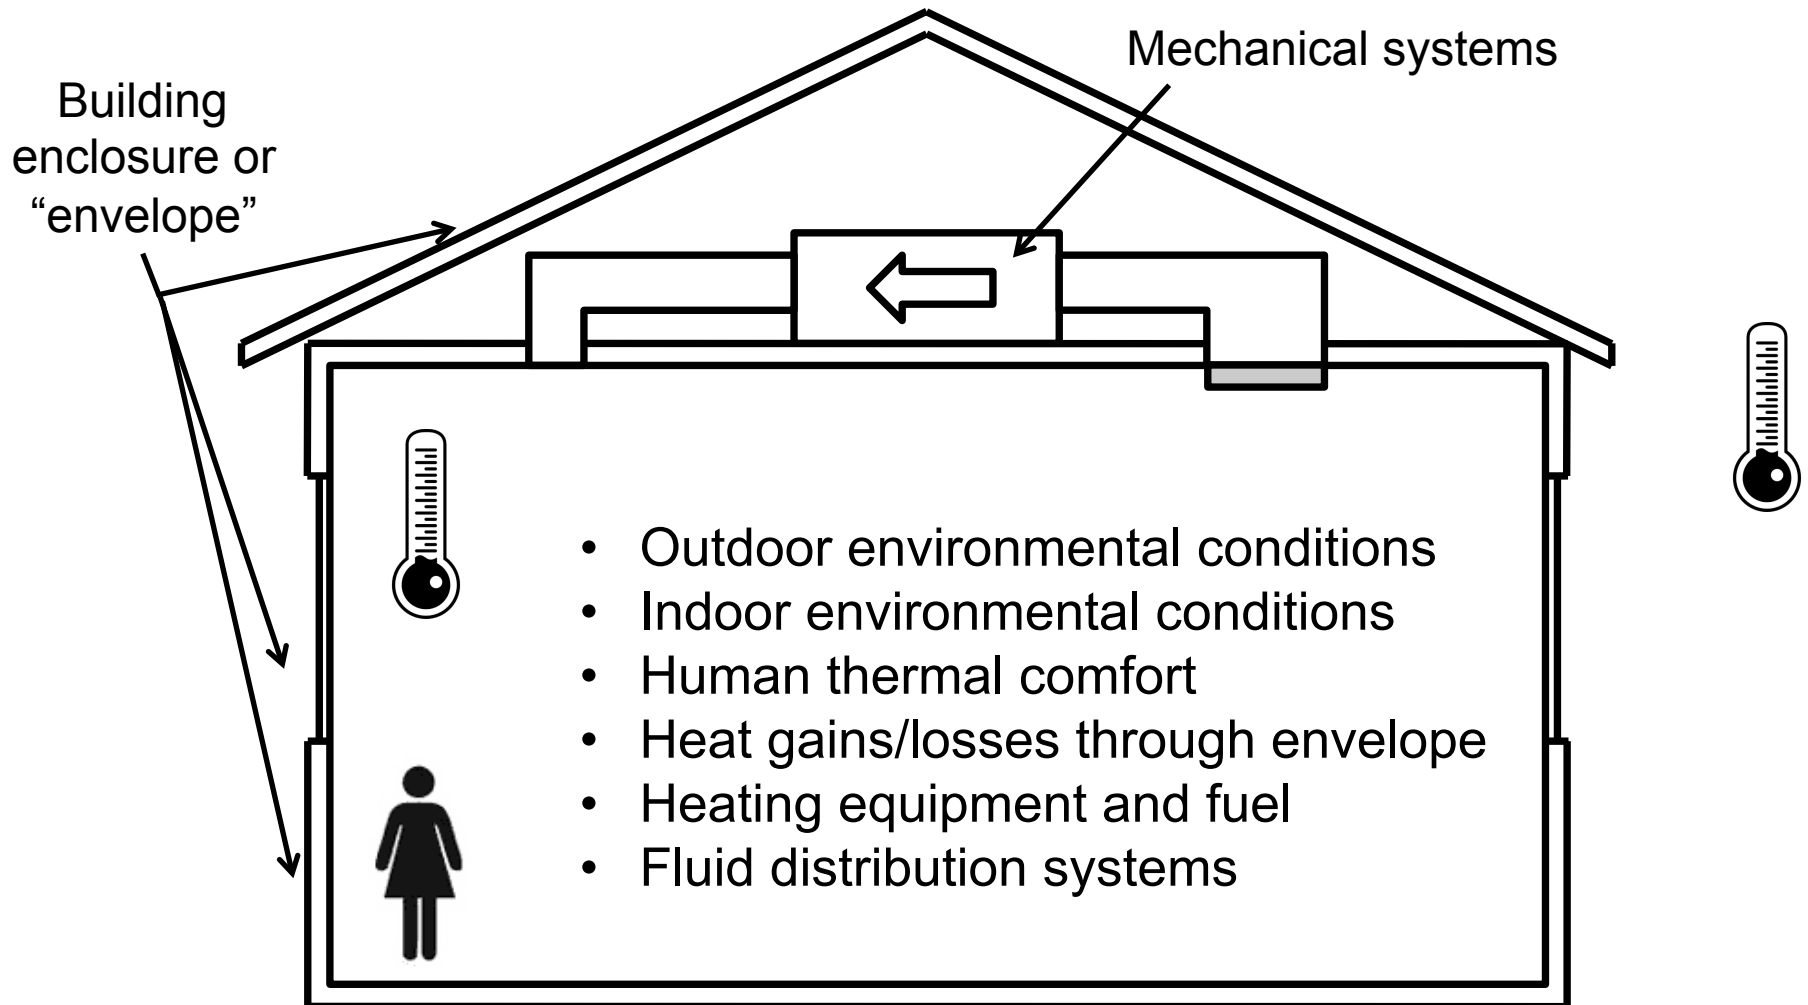 Mechanical systems
Building
enclosure or
“envelope”
• Outdoor environmental conditions
• Indoor environmental conditions
• Human thermal comfort
• Heat gains/losses through envelope
• Heating equipment and fuel
• Fluid distribution systems